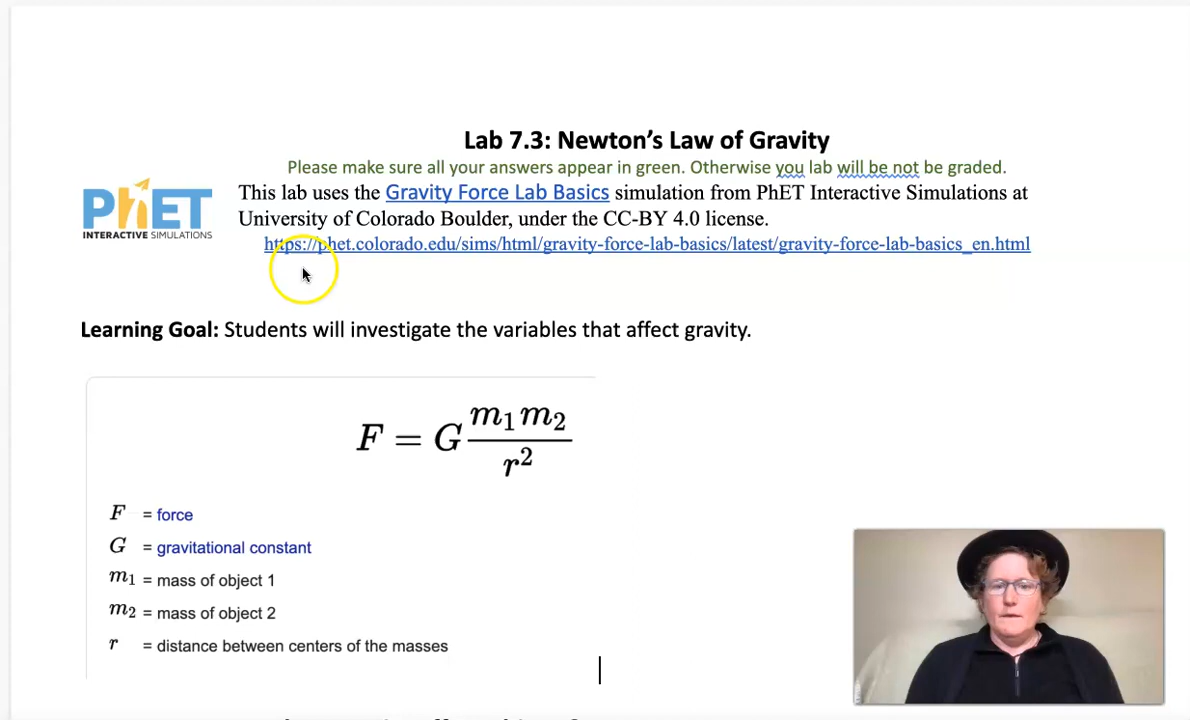 Lab 7.3: Newton's Law of Gravity
Please make sure all your answers appear in green. Otherwise you lab will be not be graded.
PhET
INTERACTIVE SIMULATIONS
This lab uses the Gravity Force Lab Basics simulation from PhET Interactive Simulations at
University of Colorado Boulder, under the CC-BY 4.0 license.
https://phet.colorado.edu/sims/html/gravity-force-lab-basics/latest/gravity-force-lab-basics_en.html
Learning Goal: Students will investigate the variables that affect gravity.
F = G m₁m₂ / r²
F = force
G = gravitational constant
m₁ = mass of object 1
m₂ = mass of object 2
r = distance between centers of the masses